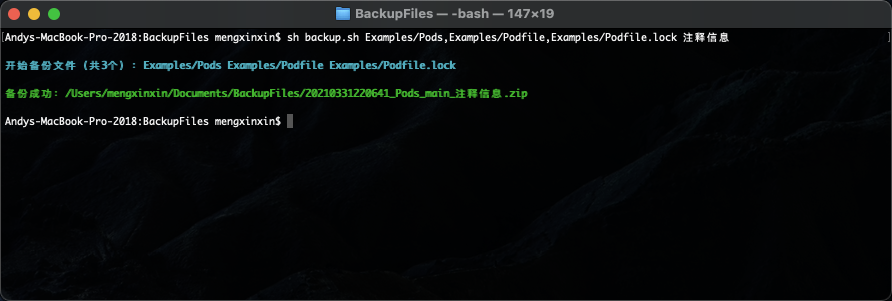 BackupFiles — -bash — 147×19
[Andys-MacBook-Pro-2018:BackupFiles mengxinxin$ sh backup.sh Examples/Pods,Examples/Podfile,Examples/Podfile.lock 注释信息 ]
开始备份文件 (共3个) : Examples/Pods Examples/Podfile Examples/Podfile.lock
备份成功: /Users/mengxinxin/Documents/BackupFiles/20210331220641_Pods_main_注释信息.zip
Andys-MacBook-Pro-2018:BackupFiles mengxinxin$